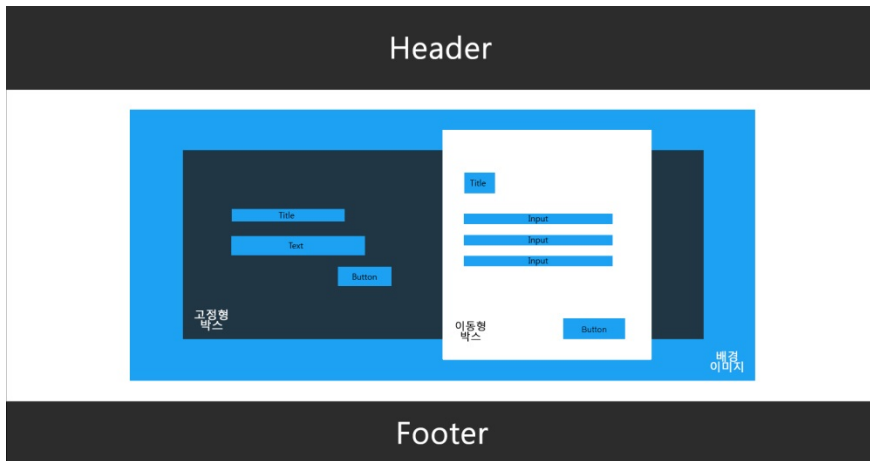 Header
Title
Text
Button
고정형
박스
Title
Input
Input
Input
이동형
박스
Button
배경
이미지
Footer